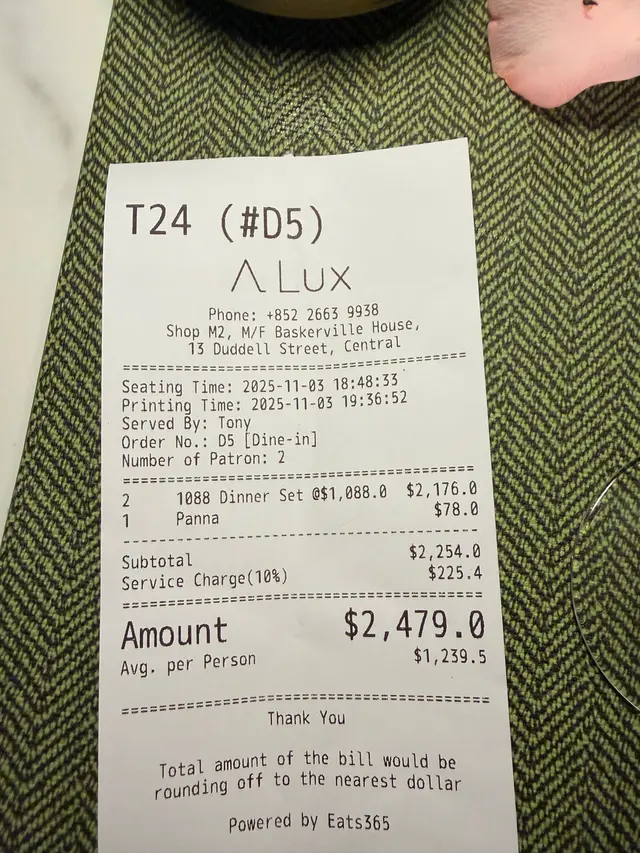 T24 (#D5)
Λ LUX
Phone: +852 2663 9938
Shop M2, M/F Baskerville House,
13 Duddell Street, Central
Seating Time: 2025-11-03 18:48:33
Printing Time: 2025-11-03 19:36:52
Served By: Tony
Order No.: D5 [Dine-in]
Number of Patron: 2
2 1088 Dinner Set @$1,088.0 $2,176.0
1 Panna $78.0
Subtotal $2,254.0
Service Charge(10%) $225.4
Amount $2,479.0
Avg. per Person $1,239.5
Thank You
Total amount of the bill would be
rounding off to the nearest dollar
Powered by Eats365